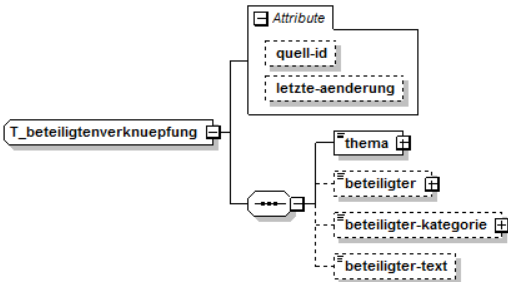 Attribute
quell-id
letzte-aenderung
T_beteiligtenverknuepfung
thema
beteiligter
beteiligter-kategorie
beteiligter-text